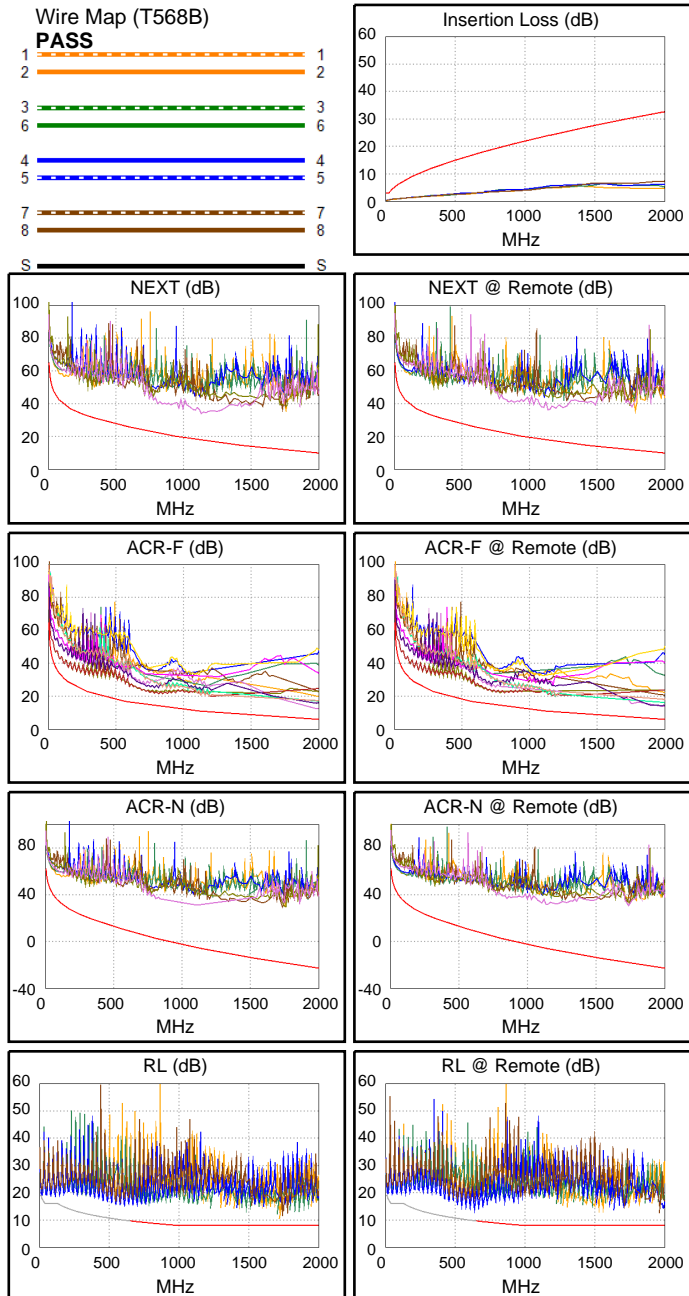 Wire Map (T568B)
PASS
1 1
2 2
3 3
6 6
4 4
5 5
7 7
8 8
S S
Insertion Loss (dB)
60
50
40
30
20
10
0
0 500 1000 1500 2000
MHz
NEXT (dB)
100
80
60
40
20
0
0 500 1000 1500 2000
MHz
NEXT @ Remote (dB)
100
80
60
40
20
0
0 500 1000 1500 2000
MHz
ACR-F (dB)
100
80
60
40
20
0
0 500 1000 1500 2000
MHz
ACR-F @ Remote (dB)
100
80
60
40
20
0
0 500 1000 1500 2000
MHz
ACR-N (dB)
80
40
0
-40
0 500 1000 1500 2000
MHz
ACR-N @ Remote (dB)
80
40
0
-40
0 500 1000 1500 2000
MHz
RL (dB)
60
50
40
30
20
10
0
0 500 1000 1500 2000
MHz
RL @ Remote (dB)
60
50
40
30
20
10
0
0 500 1000 1500 2000
MHz